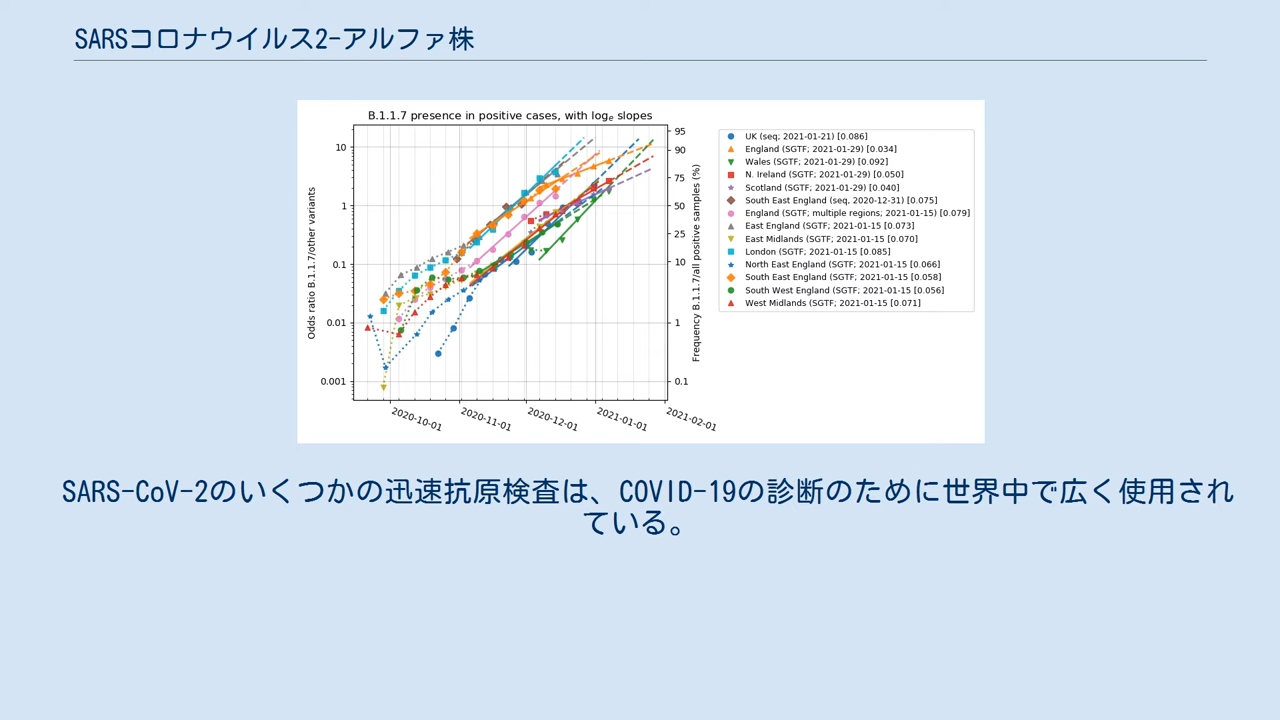 SARSコロナウイルス2-アルファ株
B.1.1.7 presence in positive cases, with logₑ slopes
Odds ratio B.1.1.7/other variants
10
1
0.1
0.01
0.001
95
90
75
50
25
10
1
0.1
Frequency B.1.1.7/all positive samples (%)
2020-10-01
2020-11-01
2020-12-01
2021-01-01
2021-02-01
UK (seq; 2021-01-21) [0.086]
England (SGTF; 2021-01-29) [0.034]
Wales (SGTF; 2021-01-29) [0.092]
N. Ireland (SGTF; 2021-01-29) [0.050]
Scotland (SGTF; 2021-01-29) [0.040]
South East England (seq, 2020-12-31) [0.075]
England (SGTF; multiple regions; 2021-01-15) [0.079]
East England (SGTF; 2021-01-15 [0.073]
East Midlands (SGTF; 2021-01-15 [0.070]
London (SGTF; 2021-01-15 [0.085]
North East England (SGTF; 2021-01-15 [0.066]
South East England (SGTF; 2021-01-15 [0.058]
South West England (SGTF; 2021-01-15 [0.056]
West Midlands (SGTF; 2021-01-15 [0.071]
SARS-CoV-2のいくつかの迅速抗原検査は、COVID-19の診断のために世界中で広く使用され
ている。